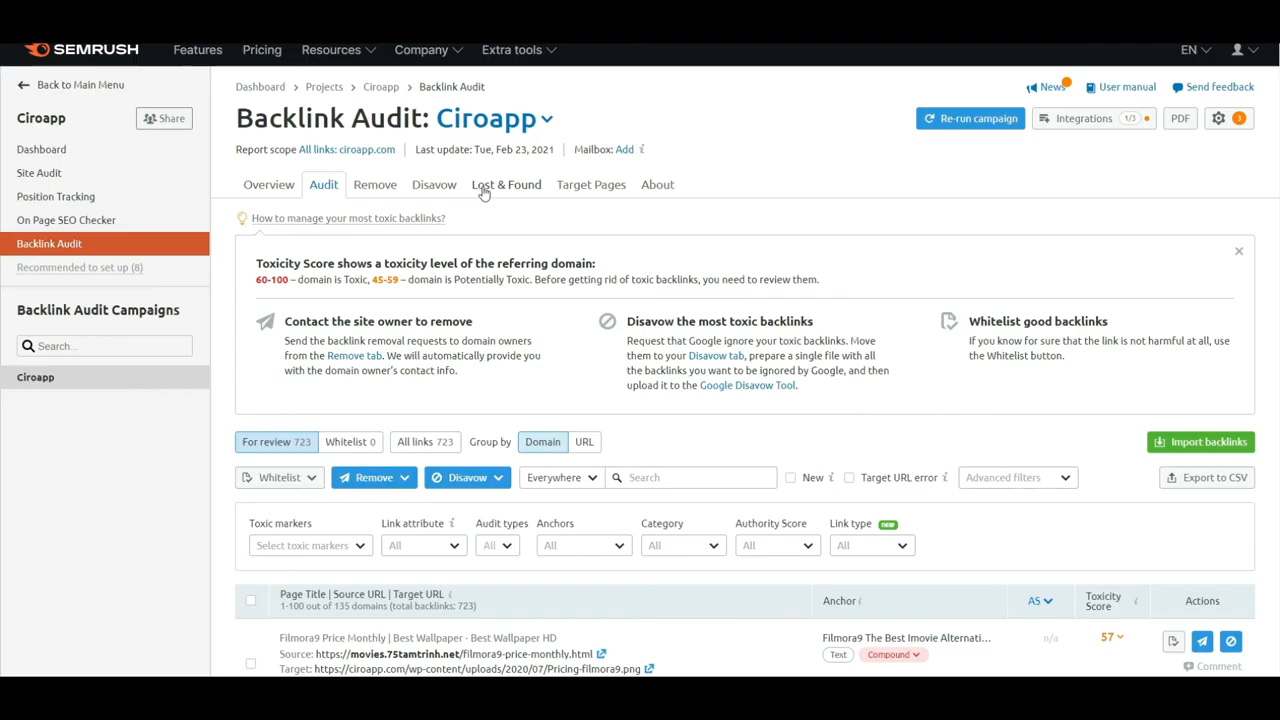 SEMRUSH Features Pricing Resources Company Extra tools EN
Back to Main Menu
Ciroapp Share
Dashboard
Site Audit
Position Tracking
On Page SEO Checker
Backlink Audit
Recommended to set up (8)
Backlink Audit Campaigns
Search...
Ciroapp
Dashboard > Projects > Ciroapp > Backlink Audit News User manual Send feedback
Backlink Audit: Ciroapp Re-run campaign Integrations 1/3 PDF 3
Report scope All links: ciroapp.com Last update: Tue, Feb 23, 2021 Mailbox: Add i
Overview Audit Remove Disavow Lost & Found Target Pages About
How to manage your most toxic backlinks?
Toxicity Score shows a toxicity level of the referring domain:
60-100 – domain is Toxic, 45-59 – domain is Potentially Toxic. Before getting rid of toxic backlinks, you need to review them.
Contact the site owner to remove
Send the backlink removal requests to domain owners
from the Remove tab. We will automatically provide you
with the domain owner's contact info.
Disavow the most toxic backlinks
Request that Google ignore your toxic backlinks. Move
them to your Disavow tab, prepare a single file with all
the backlinks you want to be ignored by Google, and then
upload it to the Google Disavow Tool.
Whitelist good backlinks
If you know for sure that the link is not harmful at all, use
the Whitelist button.
For review 723 Whitelist 0 All links 723 Group by Domain URL Import backlinks
Whitelist Remove Disavow Everywhere Search New i Target URL error i Advanced filters Export to CSV
Toxic markers Link attribute i Audit types Anchors Category Authority Score Link type new
Select toxic markers All All All All All All
Page Title | Source URL | Target URL i
1-100 out of 135 domains (total backlinks: 723)
Anchor i AS Toxicity Score i Actions
Filmora9 Price Monthly | Best Wallpaper - Best Wallpaper HD
Source: https://movies.75tamtrinh.net/filmora9-price-monthly.html
Target: https://ciroapp.com/wp-content/uploads/2020/07/Pricing-filmora9.png
Filmora9 The Best Imovie Alternati... n/a 57
Text Compound
Comment